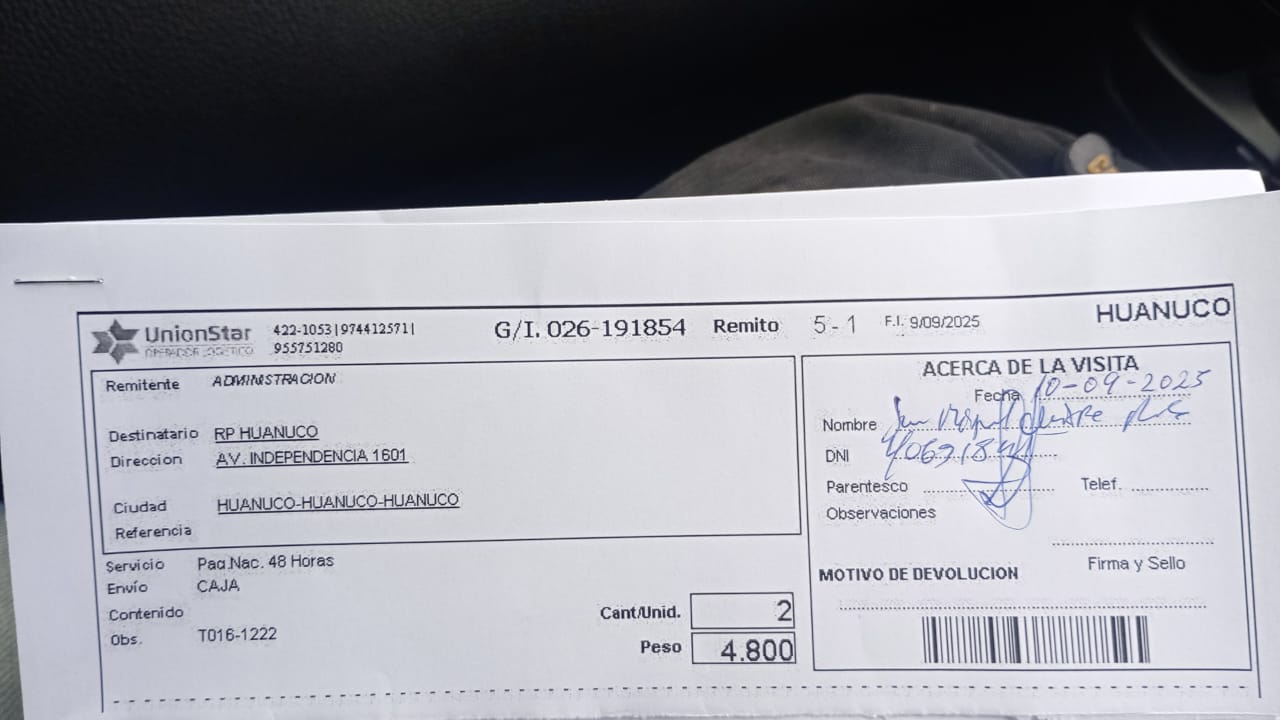 UnionStar
OPERADOR LOGISTICO
422-1053|974412571|
955751280
G/I. 026-191854 Remito 5-1 F.I. 9/09/2025
HUANUCO
Remitente ADMINISTRACION
Destinatario RP HUANUCO
Direccion AV. INDEPENDENCIA 1601
Ciudad HUANUCO-HUANUCO-HUANUCO
Referencia
Servicio Paq.Nac. 48 Horas
Envío CAJA
Contenido
Obs. T016-1222
Cant/Unid. 2
Peso 4.800
ACERCA DE LA VISITA
Fecha 10-09-2025
Nombre
DNI
Parentesco Telef.
Observaciones
Firma y Sello
MOTIVO DE DEVOLUCION